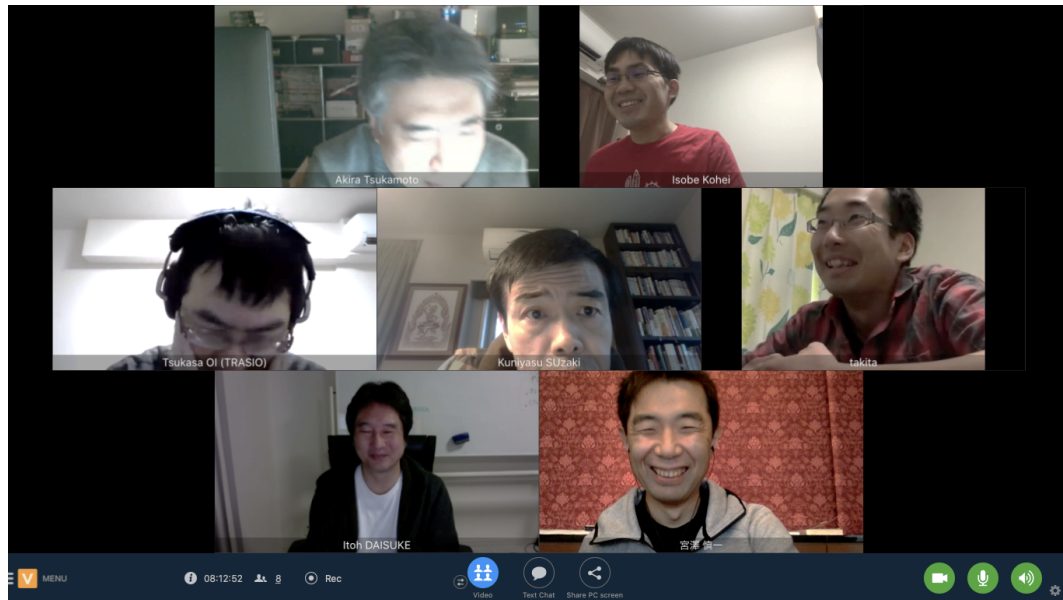 Akira Tsukamoto
Isobe Kohei
Tsukasa OI (TRASIO)
Kuniyasu SUzaki
takita
Itoh DAISUKE
宮澤 慎一
V MENU
08:12:52
8
Rec
Video
Text Chat
Share PC screen